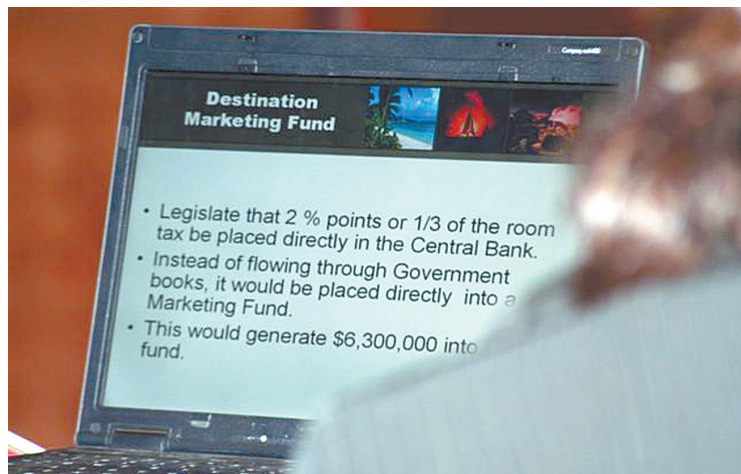 Destination
Marketing Fund
• Legislate that 2 % points or 1/3 of the room
tax be placed directly in the Central Bank.
• Instead of flowing through Government
books, it would be placed directly into a
Marketing Fund.
• This would generate $6,300,000 into
fund.